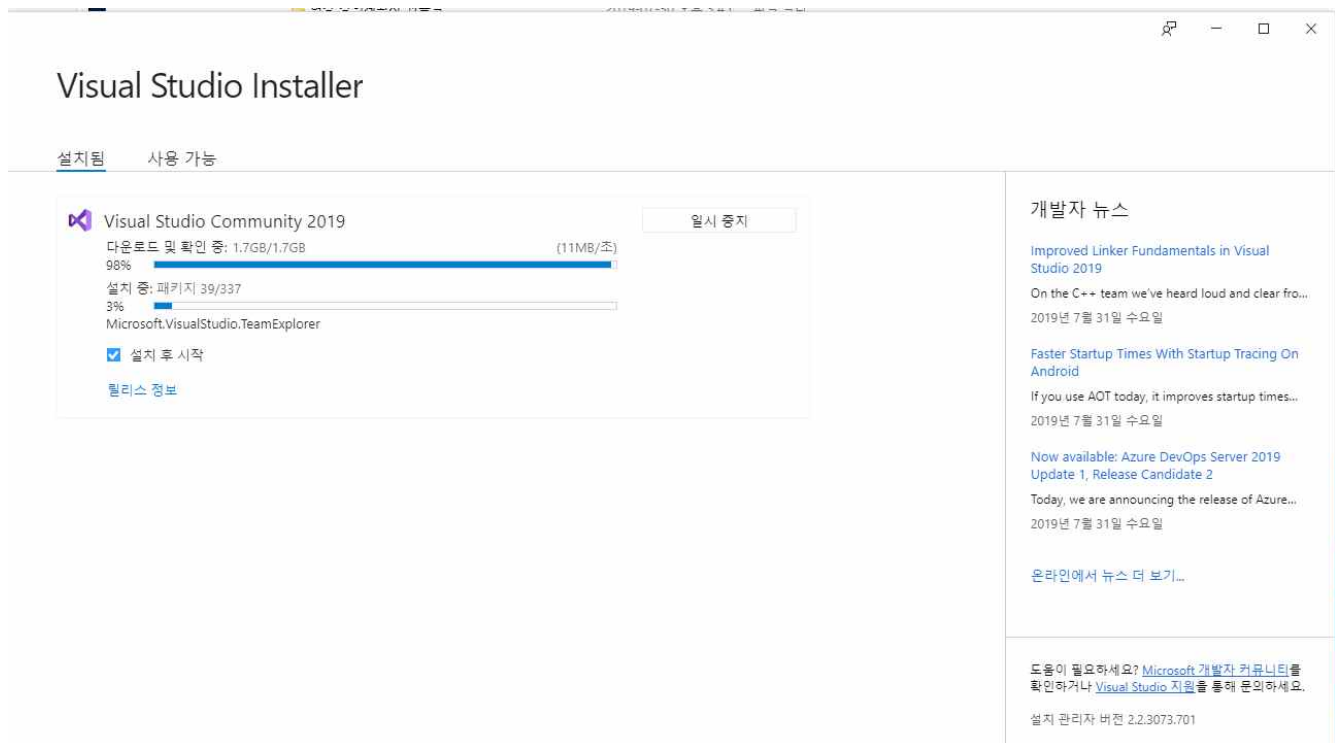 Visual Studio Installer
설치됨 사용 가능
Visual Studio Community 2019
일시 중지
다운로드 및 확인 중: 1.7GB/1.7GB (11MB/초)
98%
설치 중: 패키지 39/337
3%
Microsoft.VisualStudio.TeamExplorer
설치 후 시작
릴리스 정보
개발자 뉴스
Improved Linker Fundamentals in Visual
Studio 2019
On the C++ team we've heard loud and clear fro...
2019년 7월 31일 수요일
Faster Startup Times With Startup Tracing On
Android
If you use AOT today, it improves startup times...
2019년 7월 31일 수요일
Now available: Azure DevOps Server 2019
Update 1, Release Candidate 2
Today, we are announcing the release of Azure...
2019년 7월 31일 수요일
온라인에서 뉴스 더 보기...
도움이 필요하세요? Microsoft 개발자 커뮤니티를
확인하거나 Visual Studio 지원을 통해 문의하세요.
설치 관리자 버전 2.2.3073.701